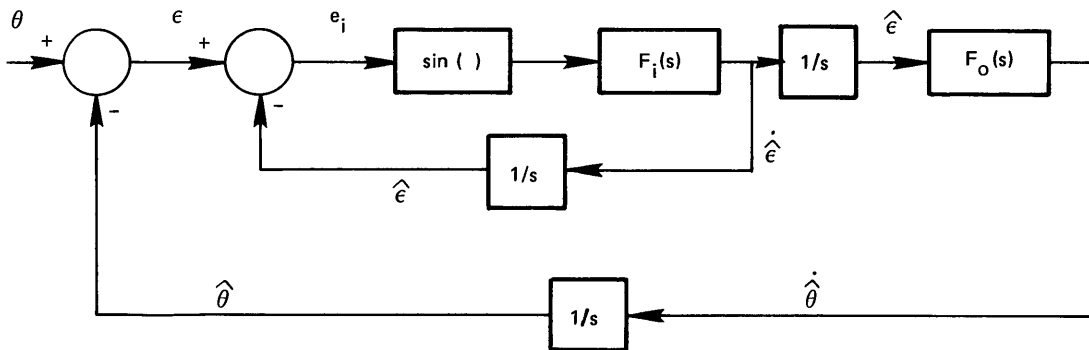 θ + − ϵ + − e_i sin ( ) F_i(s) 1/s ϵ̂ F_o(s)
ϵ̂ 1/s ϵ̂̇
θ̂ 1/s θ̂̇